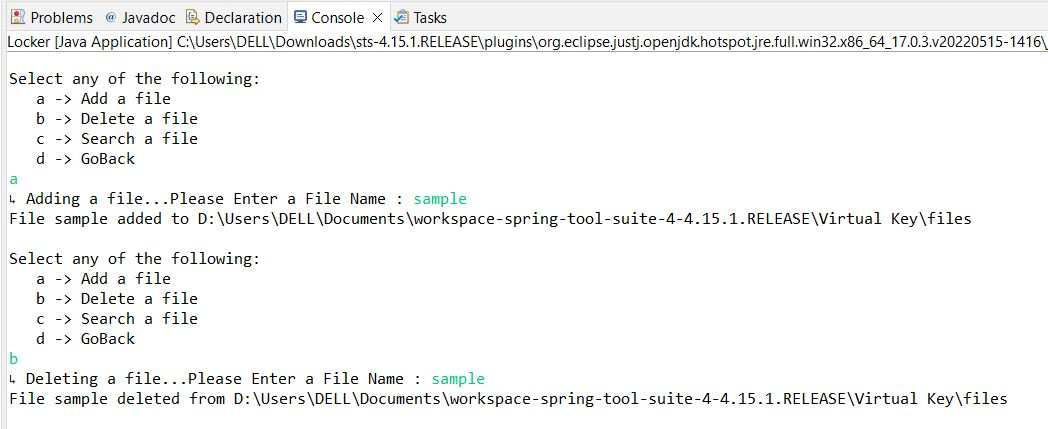 Problems @ Javadoc Declaration Console Tasks
Locker [Java Application] C:\Users\DELL\Downloads\sts-4.15.1.RELEASE\plugins\org.eclipse.justj.openjdk.hotspot.jre.full.win32.x86_64_17.0.3.v20220515-1416\
Select any of the following:
   a -> Add a file
   b -> Delete a file
   c -> Search a file
   d -> GoBack
a
↳ Adding a file...Please Enter a File Name : sample
File sample added to D:\Users\DELL\Documents\workspace-spring-tool-suite-4-4.15.1.RELEASE\Virtual Key\files
Select any of the following:
   a -> Add a file
   b -> Delete a file
   c -> Search a file
   d -> GoBack
b
↳ Deleting a file...Please Enter a File Name : sample
File sample deleted from D:\Users\DELL\Documents\workspace-spring-tool-suite-4-4.15.1.RELEASE\Virtual Key\files